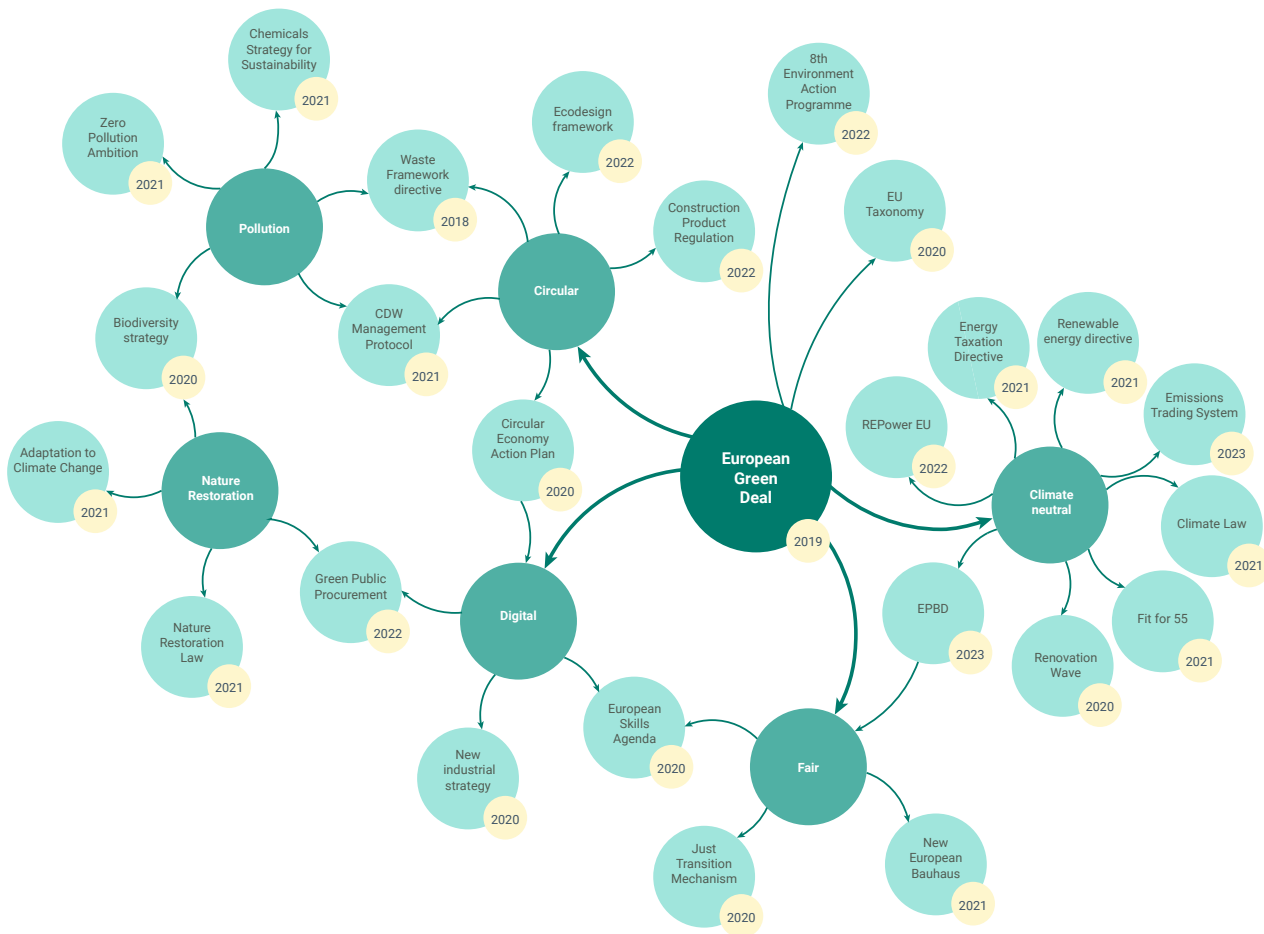 Chemicals
Strategy for
Sustainability
2021
Zero
Pollution
Ambition
2021
Pollution
Waste
Framework
directive
2018
Ecodesign
framework
2022
Construction
Product
Regulation
2022
Circular
8th
Environment
Action
Programme
2022
EU
Taxonomy
2020
Biodiversity
strategy
2020
CDW
Management
Protocol
2021
Energy
Taxation
Directive
2021
Renewable
energy directive
2021
Emissions
Trading System
2023
REPower EU
2022
Circular
Economy
Action Plan
2020
European
Green
Deal
2019
Adaptation to
Climate Change
2021
Nature
Restoration
Climate
neutral
Climate Law
2021
Green Public
Procurement
2022
Digital
EPBD
2023
Fit for 55
2021
Nature
Restoration
Law
2021
Renovation
Wave
2020
European
Skills
Agenda
2020
New
industrial
strategy
2020
Fair
Just
Transition
Mechanism
2020
New
European
Bauhaus
2021